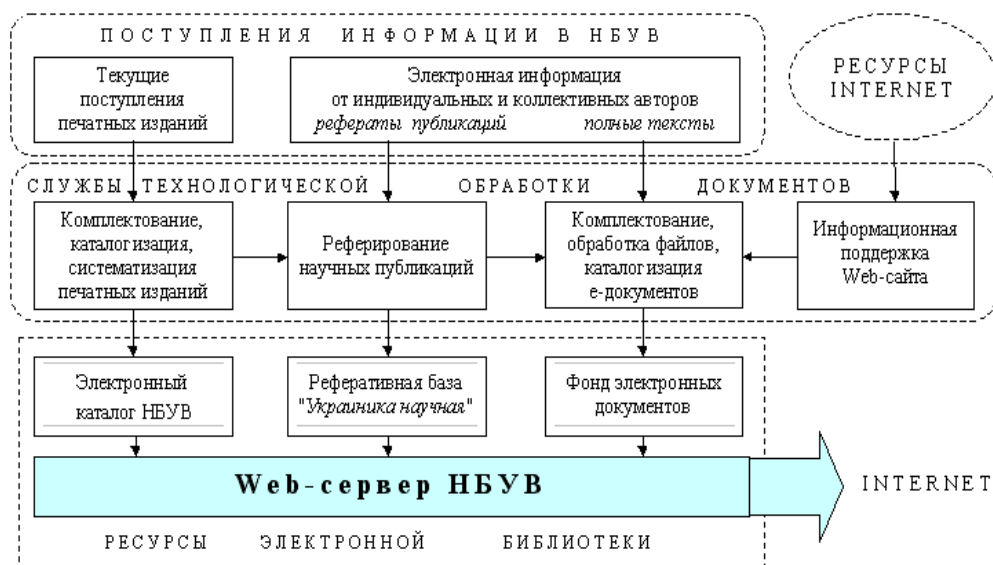 ПОСТУПЛЕНИЯ ИНФОРМАЦИИ В НБУВ
Текущие
поступления
печатных изданий
Электронная информация
от индивидуальных и коллективных авторов
рефераты публикаций полные тексты
РЕСУРСЫ
INTERNET
СЛУЖБЫ ТЕХНОЛОГИЧЕСКОЙ ОБРАБОТКИ ДОКУМЕНТОВ
Комплектование,
каталогизация,
систематизация
печатных изданий
Реферирование
научных публикаций
Комплектование,
обработка файлов,
каталогизация
е-документов
Информационная
поддержка
Web-сайта
Электронный
каталог НБУВ
Реферативная база
"Украиника научная"
Фонд электронных
документов
Web-сервер НБУВ
INTERNET
РЕСУРСЫ ЭЛЕКТРОННОЙ БИБЛИОТЕКИ